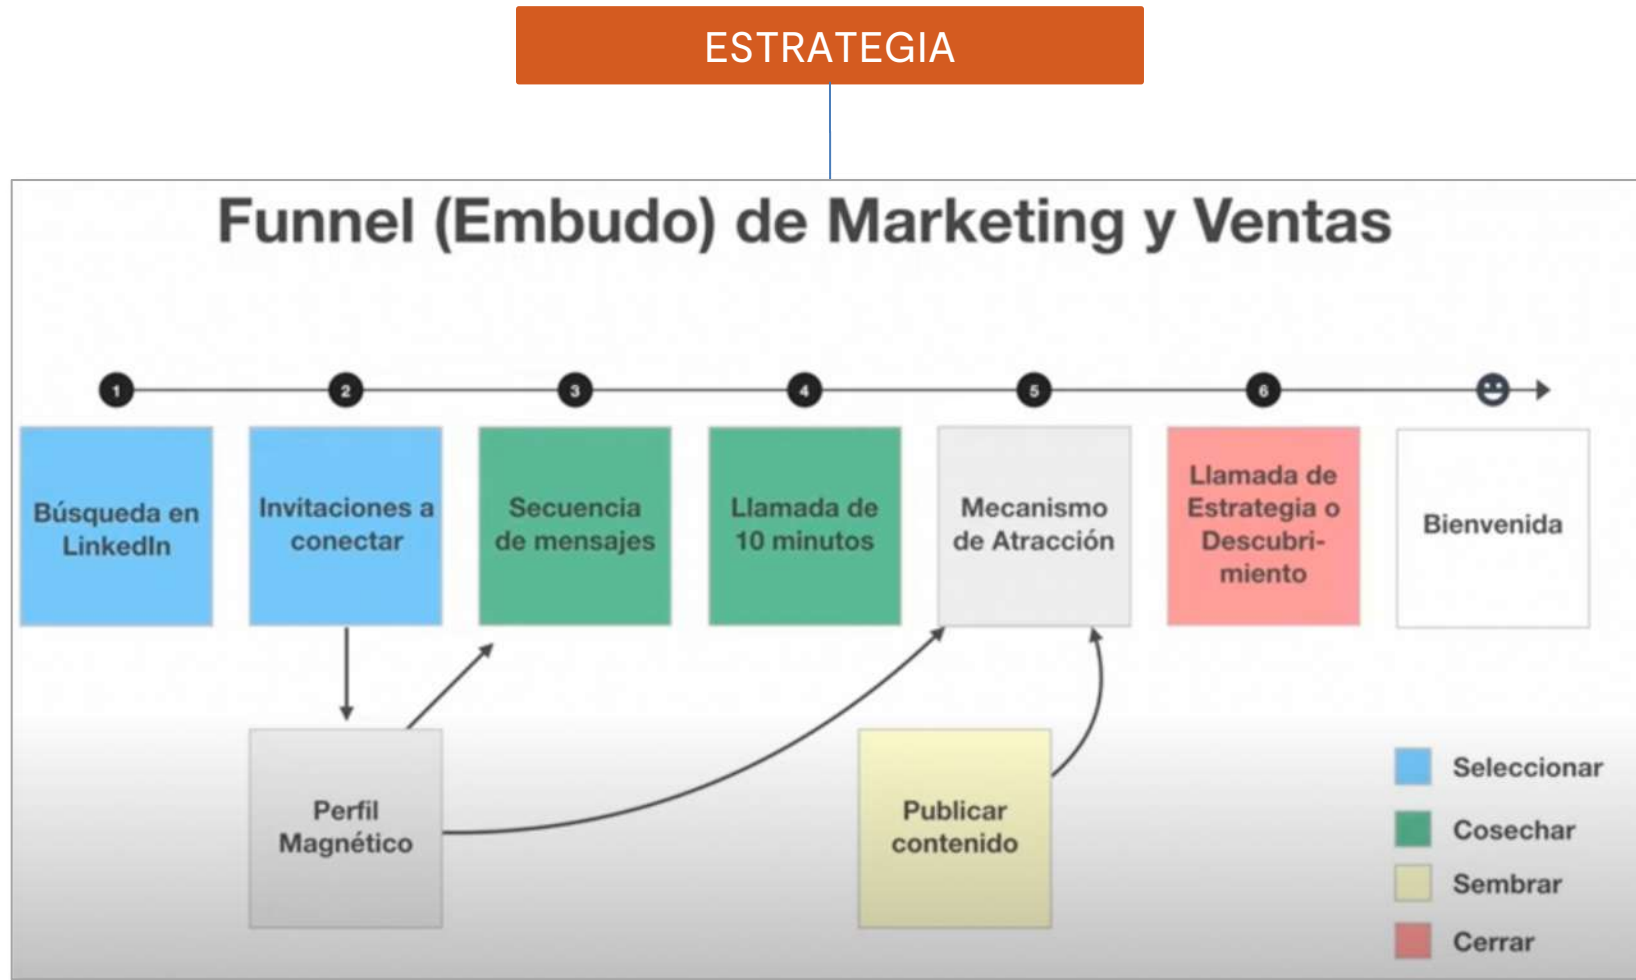 ESTRATEGIA
Funnel (Embudo) de Marketing y Ventas
1
2
3
4
5
6
Búsqueda en
LinkedIn
Invitaciones a
conectar
Secuencia
de mensajes
Llamada de
10 minutos
Mecanismo
de Atracción
Llamada de
Estrategia o
Descubri-
miento
Bienvenida
Perfil
Magnético
Publicar
contenido
Seleccionar
Cosechar
Sembrar
Cerrar